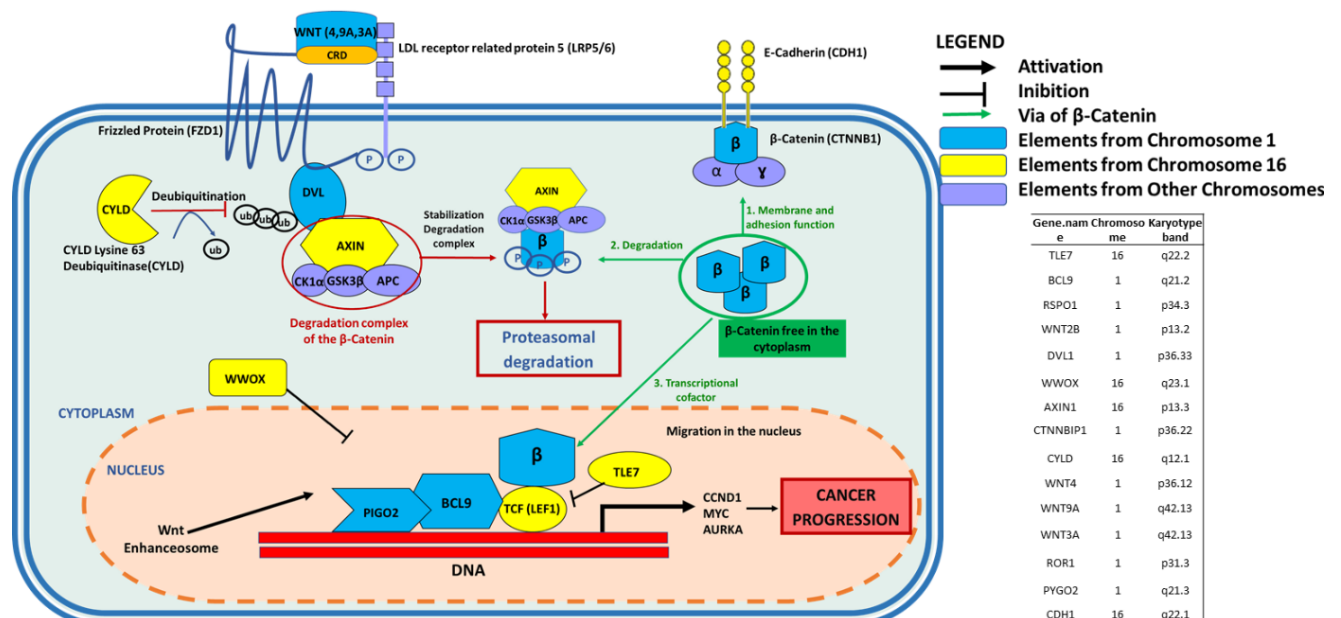 WNT (4,9A,3A)
CRD
LDL receptor related protein 5 (LRP5/6)
Frizzled Protein (FZD1)
P
P
DVL
CYLD
Deubiquitination
ub
ub
ub
ub
CYLD Lysine 63
Deubiquitinase(CYLD)
AXIN
CK1α
GSK3β
APC
Degradation complex
of the β-Catenin
Stabilization
Degradation
complex
AXIN
CK1α
GSK3β
APC
β
P
P
P
Proteasomal
degradation
E-Cadherin (CDH1)
β-Catenin (CTNNB1)
β
α
γ
1. Membrane and
adhesion function
2. Degradation
β
β
β
β-Catenin free in the
cytoplasm
3. Transcriptional
cofactor
WWOX
CYTOPLASM
NUCLEUS
Migration in the nucleus
Wnt
Enhanceosome
PIGO2
BCL9
β
TCF (LEF1)
TLE7
CCND1
MYC
AURKA
CANCER
PROGRESSION
DNA
LEGEND
Attivation
Inibition
Via of β-Catenin
Elements from Chromosome 1
Elements from Chromosome 16
Elements from Other Chromosomes
Gene.nam Chromoso Karyotype
e me band
TLE7 16 q22.2
BCL9 1 q21.2
RSPO1 1 p34.3
WNT2B 1 p13.2
DVL1 1 p36.33
WWOX 16 q23.1
AXIN1 16 p13.3
CTNNBIP1 1 p36.22
CYLD 16 q12.1
WNT4 1 p36.12
WNT9A 1 q42.13
WNT3A 1 q42.13
ROR1 1 p31.3
PYGO2 1 q21.3
CDH1 16 q22.1